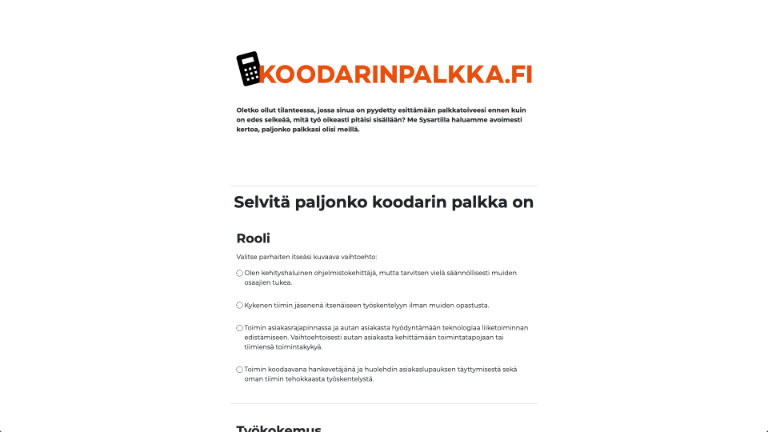 KOODARINPALKKA.FI
Oletko ollut tilanteessa, jossa sinua on pyydetty esittämään palkkatoiveesi ennen kuin
on edes selkeää, mitä työ oikeasti pitäisi sisällään? Me Sysartilla haluamme avoimesti
kertoa, paljonko palkkasi olisi meillä.
Selvitä paljonko koodarin palkka on
Rooli
Valitse parhaiten itseäsi kuvaava vaihtoehto:
Olen kehityshaluinen ohjelmistokehittäjä, mutta tarvitsen vielä säännöllisesti muiden
osaajien tukea.
Kykenen tiimin jäsenenä itsenäiseen työskentelyyn ilman muiden opastusta.
Toimin asiakasrajapinnassa ja autan asiakasta hyödyntämään teknologiaa liiketoiminnan
edistämiseen. Vaihtoehtoisesti autan asiakasta kehittämään toimintatapojaan tai
tiimiensä toimintakykyä.
Toimin koodaavana hankevetäjänä ja huolehdin asiakaslupauksen täyttymisestä sekä
oman tiimin tehokkaasta työskentelystä.
Työkokemus